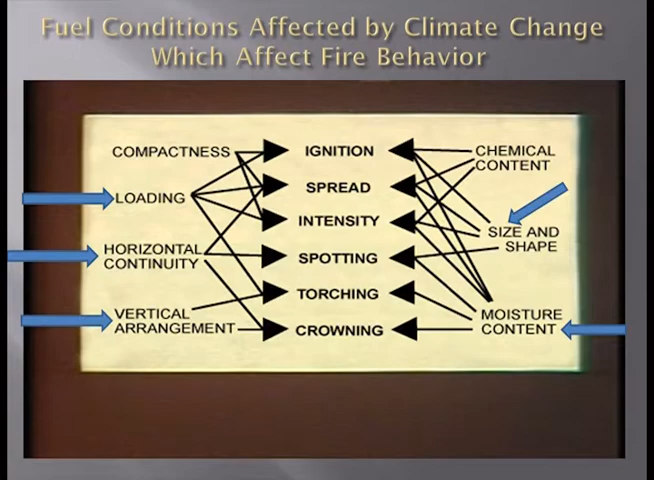 Fuel Conditions Affected by Climate Change
Which Affect Fire Behavior
COMPACTNESS
LOADING
HORIZONTAL
CONTINUITY
VERTICAL
ARRANGEMENT
IGNITION
SPREAD
INTENSITY
SPOTTING
TORCHING
CROWNING
CHEMICAL
CONTENT
SIZE AND
SHAPE
MOISTURE
CONTENT